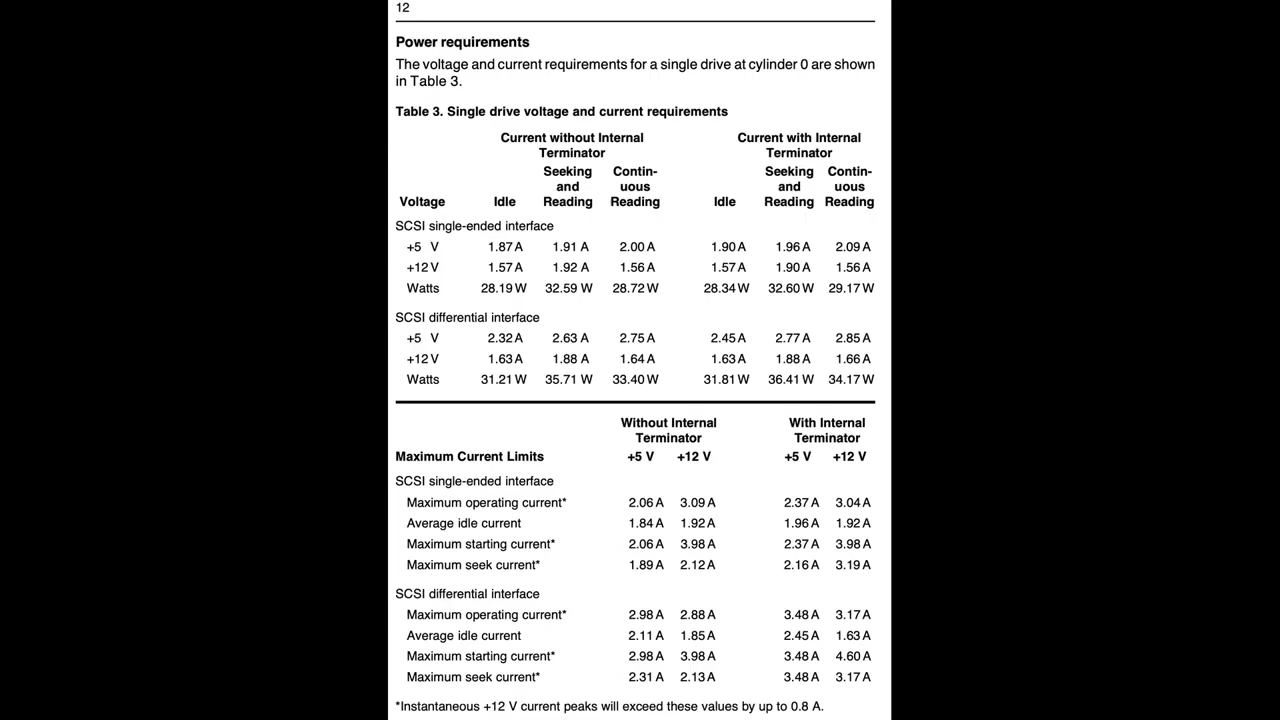 12
Power requirements
The voltage and current requirements for a single drive at cylinder 0 are shown
in Table 3.
Table 3. Single drive voltage and current requirements
Current without Internal Current with Internal
Terminator Terminator
Seeking Contin- Seeking Contin-
and uous and uous
Voltage Idle Reading Reading Idle Reading Reading
SCSI single-ended interface
+5 V 1.87 A 1.91 A 2.00 A 1.90 A 1.96 A 2.09 A
+12 V 1.57 A 1.92 A 1.56 A 1.57 A 1.90 A 1.56 A
Watts 28.19 W 32.59 W 28.72 W 28.34 W 32.60 W 29.17 W
SCSI differential interface
+5 V 2.32 A 2.63 A 2.75 A 2.45 A 2.77 A 2.85 A
+12 V 1.63 A 1.88 A 1.64 A 1.63 A 1.88 A 1.66 A
Watts 31.21 W 35.71 W 33.40 W 31.81 W 36.41 W 34.17 W
Without Internal With Internal
Terminator Terminator
Maximum Current Limits +5 V +12 V +5 V +12 V
SCSI single-ended interface
Maximum operating current* 2.06 A 3.09 A 2.37 A 3.04 A
Average idle current 1.84 A 1.92 A 1.96 A 1.92 A
Maximum starting current* 2.06 A 3.98 A 2.37 A 3.98 A
Maximum seek current* 1.89 A 2.12 A 2.16 A 3.19 A
SCSI differential interface
Maximum operating current* 2.98 A 2.88 A 3.48 A 3.17 A
Average idle current 2.11 A 1.85 A 2.45 A 1.63 A
Maximum starting current* 2.98 A 3.98 A 3.48 A 4.60 A
Maximum seek current* 2.31 A 2.13 A 3.48 A 3.17 A
*Instantaneous +12 V current peaks will exceed these values by up to 0.8 A.